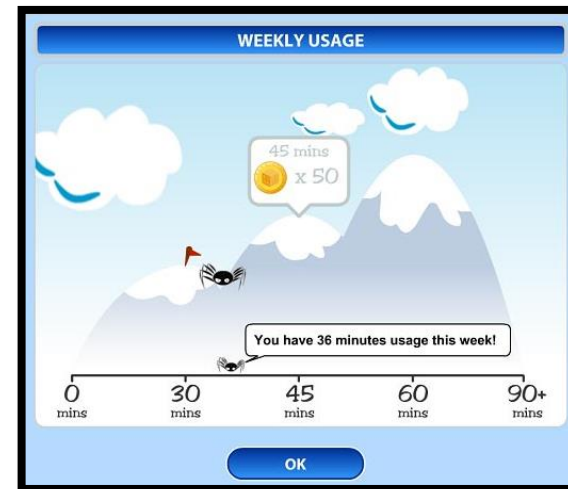 WEEKLY USAGE
45 mins
x 50
You have 36 minutes usage this week!
0 30 45 60 90+
mins mins mins mins mins
OK